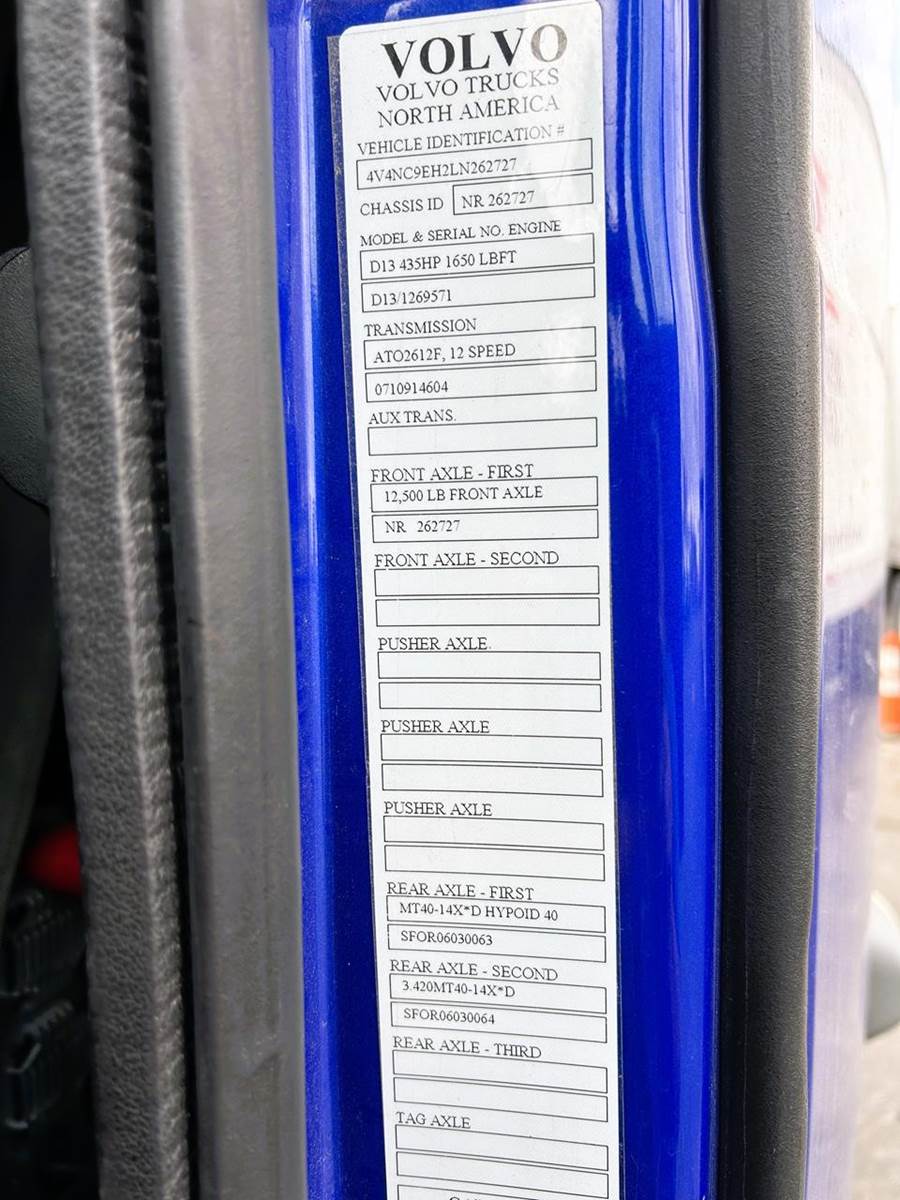 VOLVO
VOLVO TRUCKS
NORTH AMERICA
VEHICLE IDENTIFICATION #
4V4NC9EH2LN262727
CHASSIS ID NR 262727
MODEL & SERIAL NO. ENGINE
D13 435HP 1650 LBFT
D13/1269571
TRANSMISSION
ATO2612F, 12 SPEED
0710914604
AUX TRANS.
FRONT AXLE - FIRST
12,500 LB FRONT AXLE
NR 262727
FRONT AXLE - SECOND
PUSHER AXLE
PUSHER AXLE
PUSHER AXLE
REAR AXLE - FIRST
MT40-14X*D HYPOID 40
SFOR06030063
REAR AXLE - SECOND
3.420MT40-14X*D
SFOR06030064
REAR AXLE - THIRD
TAG AXLE